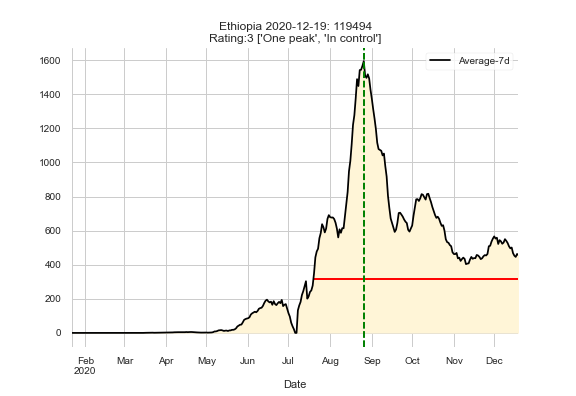 Ethiopia 2020-12-19: 119494
Rating:3 ['One peak', 'In control']
Average-7d
1600
1400
1200
1000
800
600
400
200
0
Feb Mar Apr May Jun Jul Aug Sep Oct Nov Dec
2020
Date